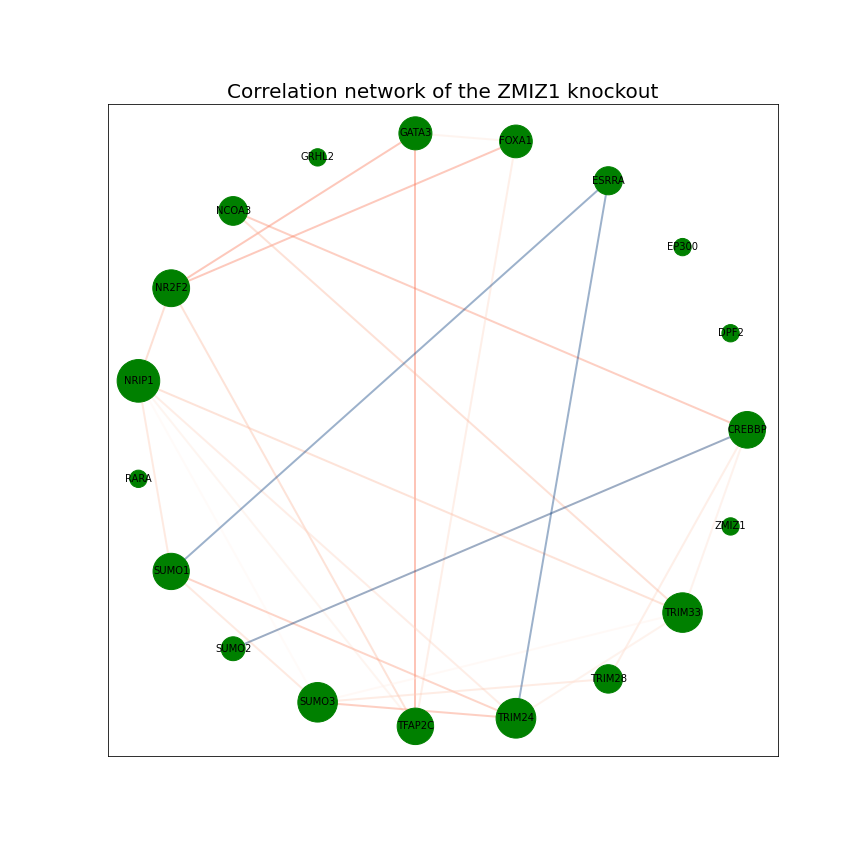 Correlation network of the ZMIZ1 knockout
GATA3
FOXA1
GRHL2
ESRRA
NCOA3
EP300
NR2F2
DPF2
NRIP1
CREBBP
RARA
ZMIZ1
SUMO1
TRIM33
SUMO2
TRIM28
SUMO3
TRIM24
TFAP2C